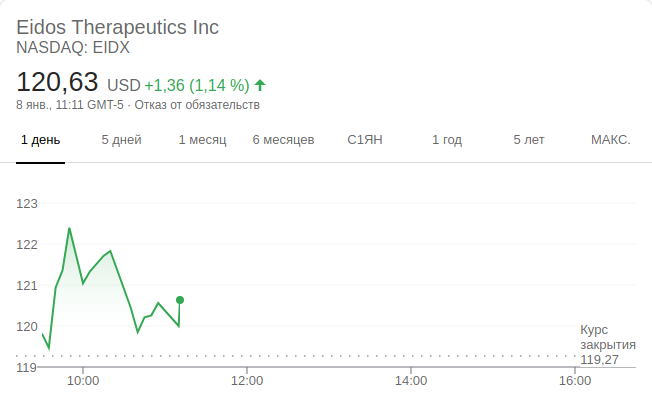 Eidos Therapeutics Inc
NASDAQ: EIDX
120,63 USD +1,36 (1,14 %)
8 янв., 11:11 GMT-5 · Отказ от обязательств
1 день 5 дней 1 месяц 6 месяцев С1ЯН 1 год 5 лет МАКС.
123
122
121
120
Курс
закрытия
119,27
119
10:00 12:00 14:00 16:00